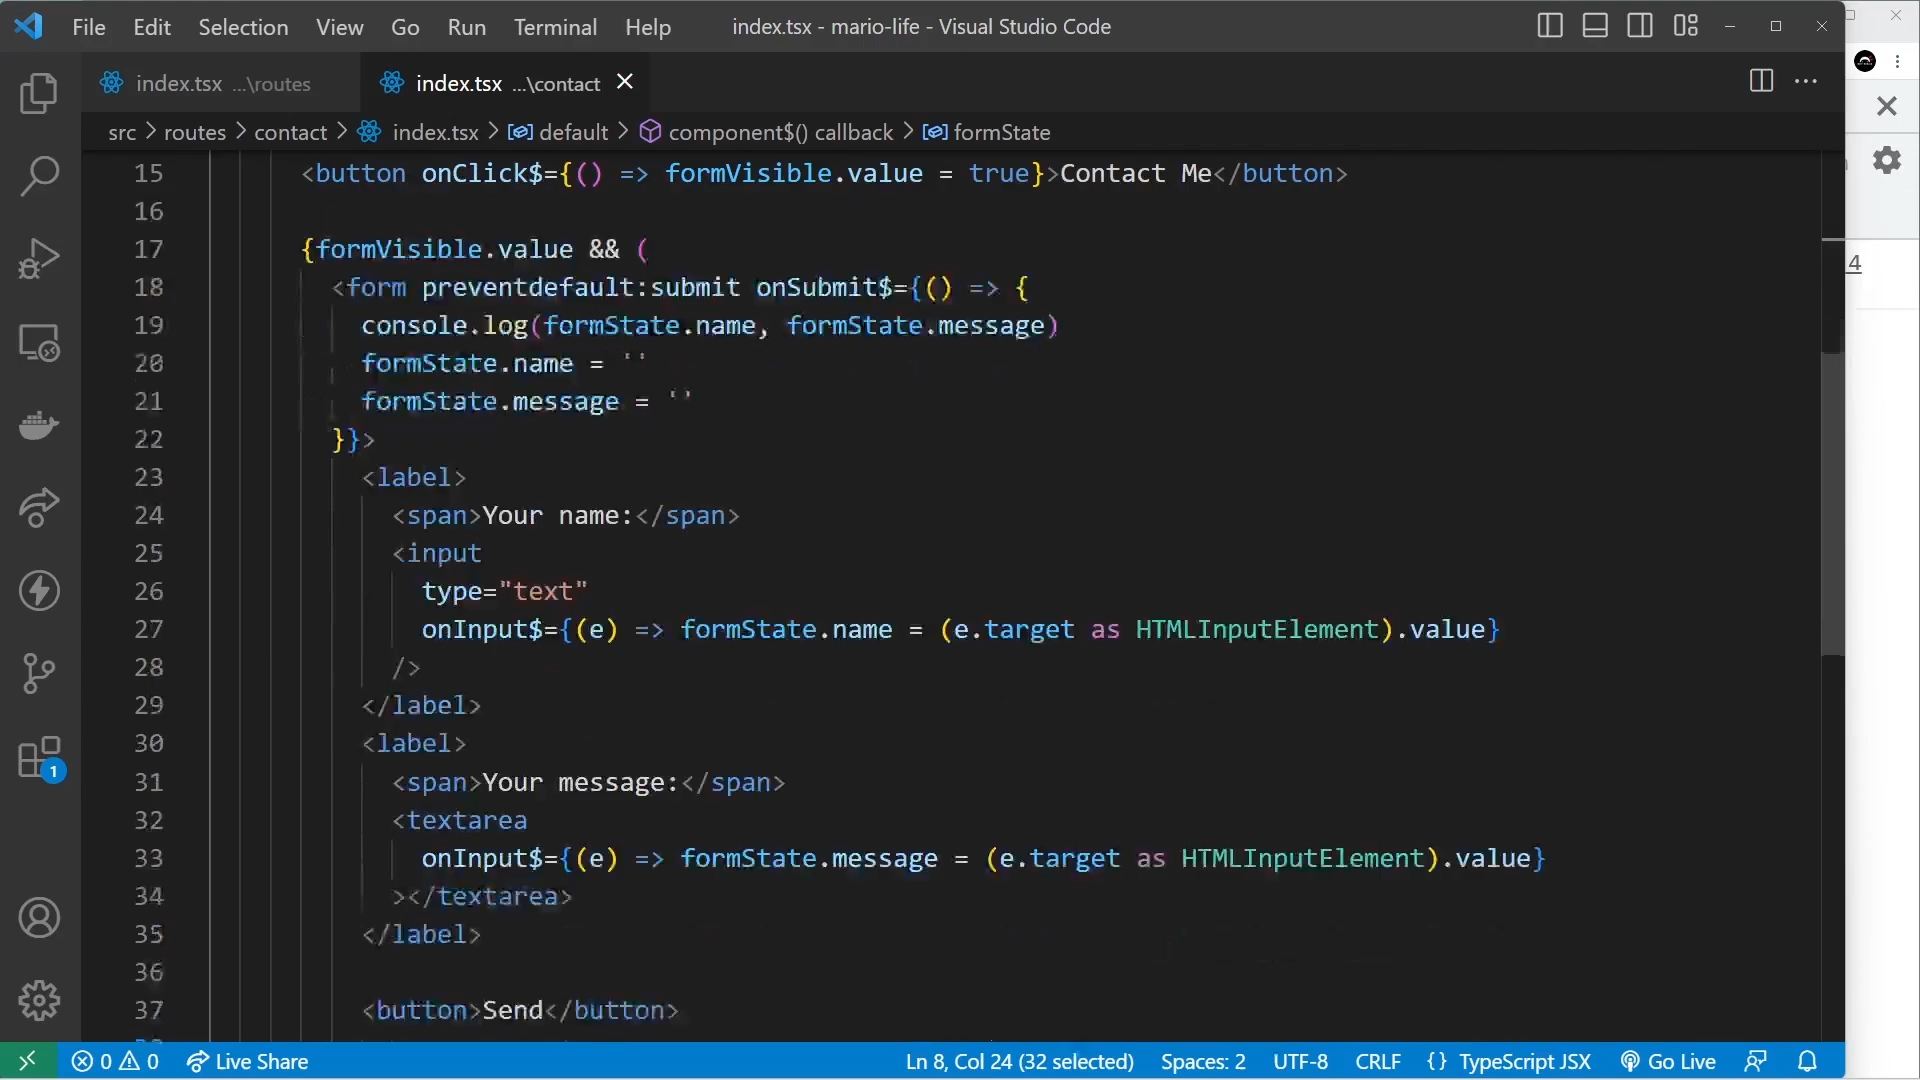 File Edit Selection View Go Run Terminal Help index.tsx - mario-life - Visual Studio Code
index.tsx ...\routes index.tsx ...\contact
src > routes > contact > index.tsx > default > component$() callback > formState
15 <button onClick$={() => formVisible.value = true}>Contact Me</button>
16
17 {formVisible.value && (
18 <form preventdefault:submit onSubmit$={() => {
19 console.log(formState.name, formState.message)
20 formState.name = ''
21 formState.message = ''
22 }}>
23 <label>
24 <span>Your name:</span>
25 <input
26 type="text"
27 onInput$={(e) => formState.name = (e.target as HTMLInputElement).value}
28 />
29 </label>
30 <label>
31 <span>Your message:</span>
32 <textarea
33 onInput$={(e) => formState.message = (e.target as HTMLInputElement).value}
34 ></textarea>
35 </label>
36
37 <button>Send</button>
4
1
0 0 Live Share Ln 8, Col 24 (32 selected) Spaces: 2 UTF-8 CRLF {} TypeScript JSX Go Live